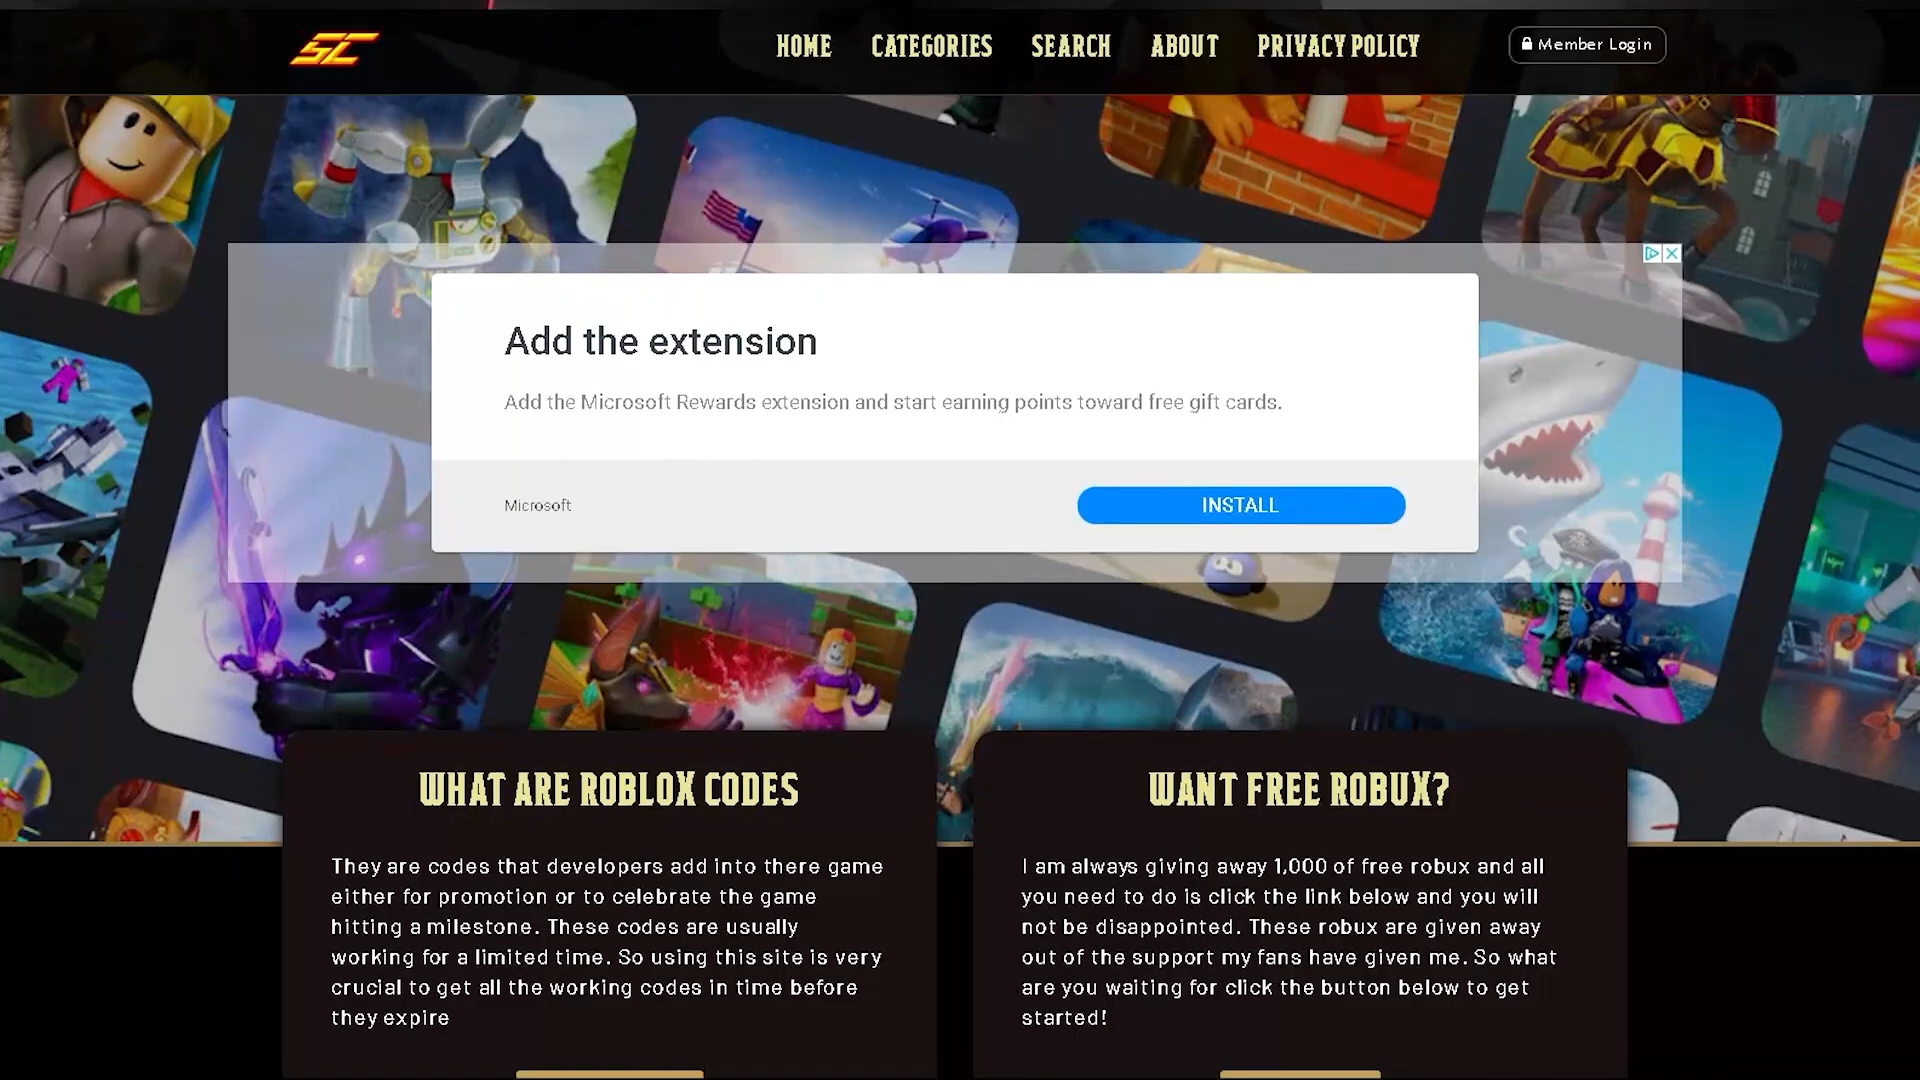 SC
HOME CATEGORIES SEARCH ABOUT PRIVACY POLICY Member Login
Add the extension
Add the Microsoft Rewards extension and start earning points toward free gift cards.
Microsoft
INSTALL
WHAT ARE ROBLOX CODES
They are codes that developers add into there game
either for promotion or to celebrate the game
hitting a milestone. These codes are usually
working for a limited time. So using this site is very
crucial to get all the working codes in time before
they expire
WANT FREE ROBUX?
I am always giving away 1,000 of free robux and all
you need to do is click the link below and you will
not be disappointed. These robux are given away
out of the support my fans have given me. So what
are you waiting for click the button below to get
started!